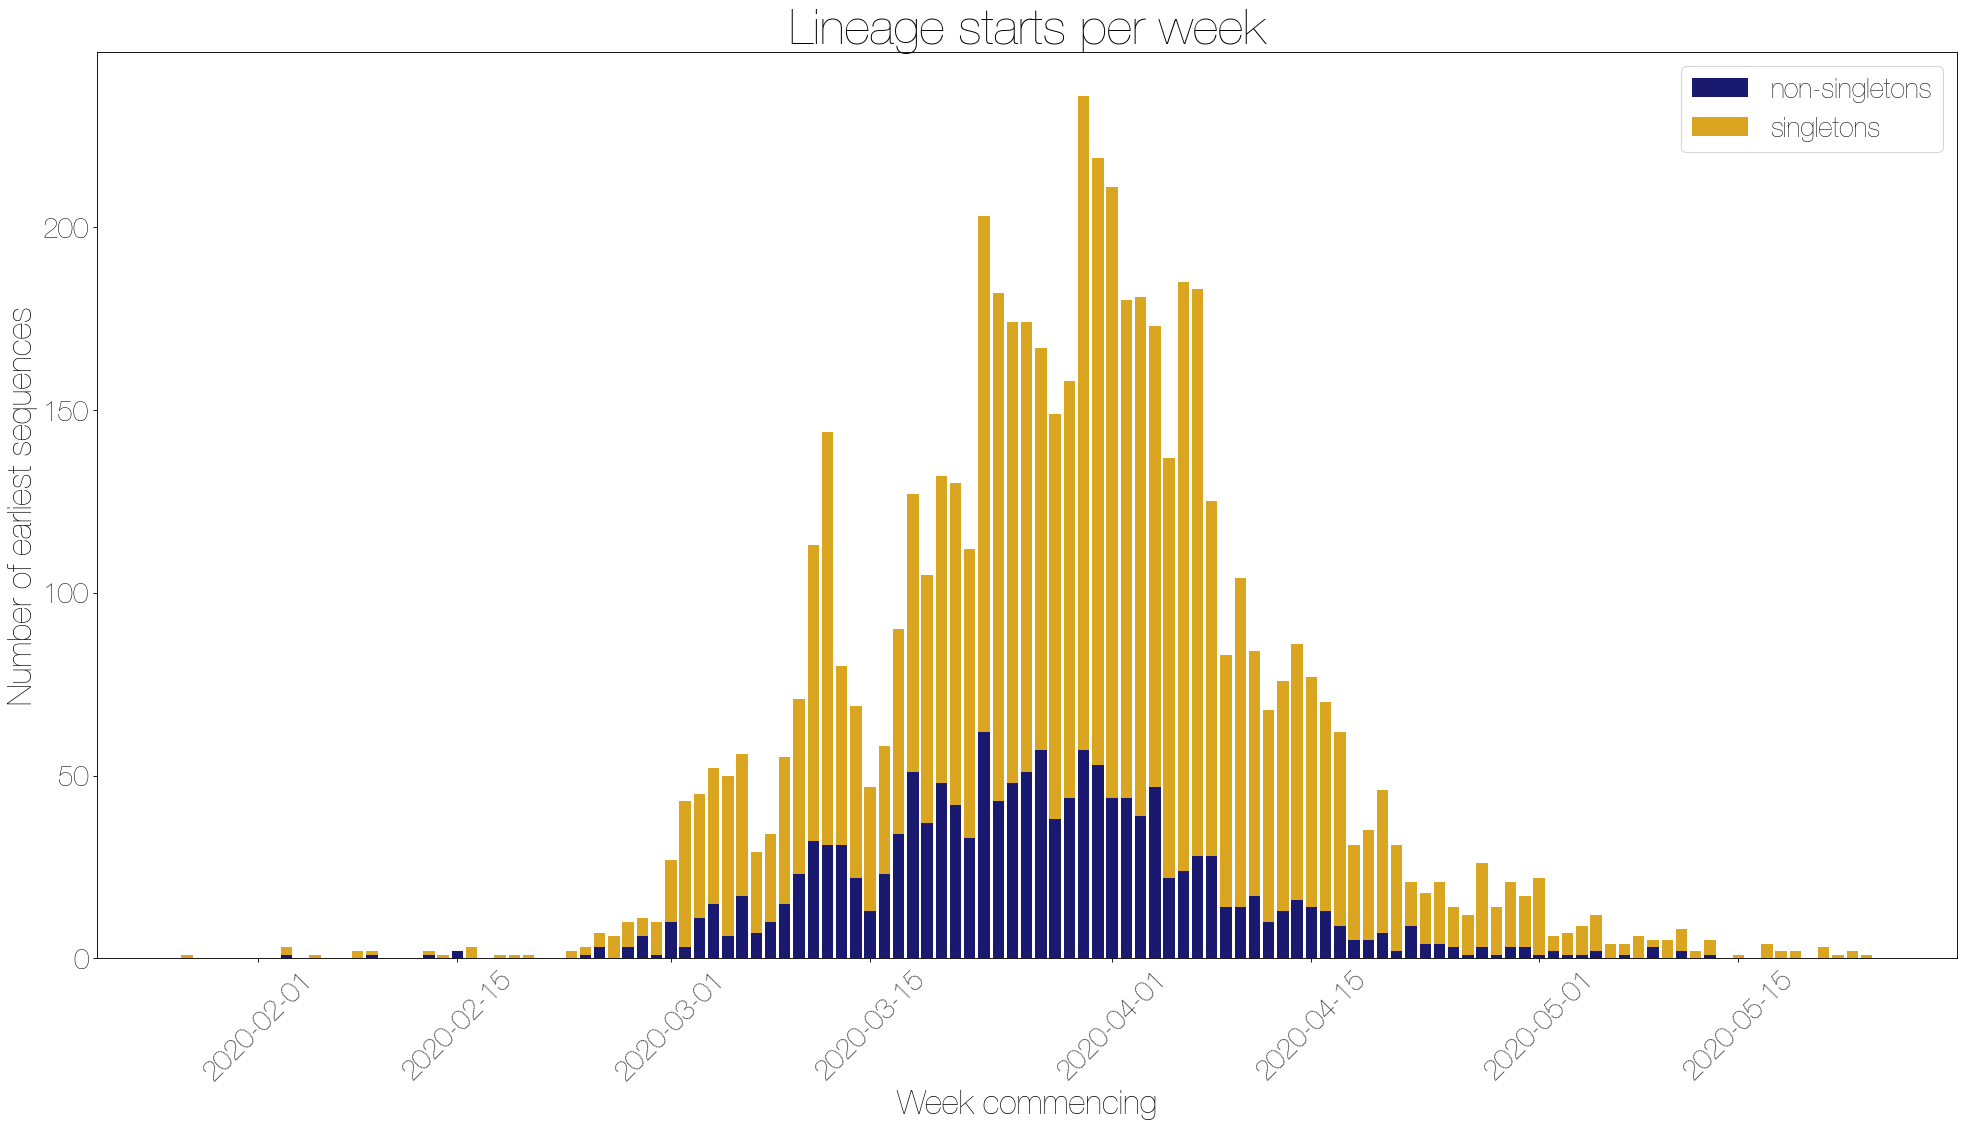 Lineage starts per week
non-singletons
singletons
Number of earliest sequences
200
150
100
50
0
2020-02-01
2020-02-15
2020-03-01
2020-03-15
2020-04-01
2020-04-15
2020-05-01
2020-05-15
Week commencing